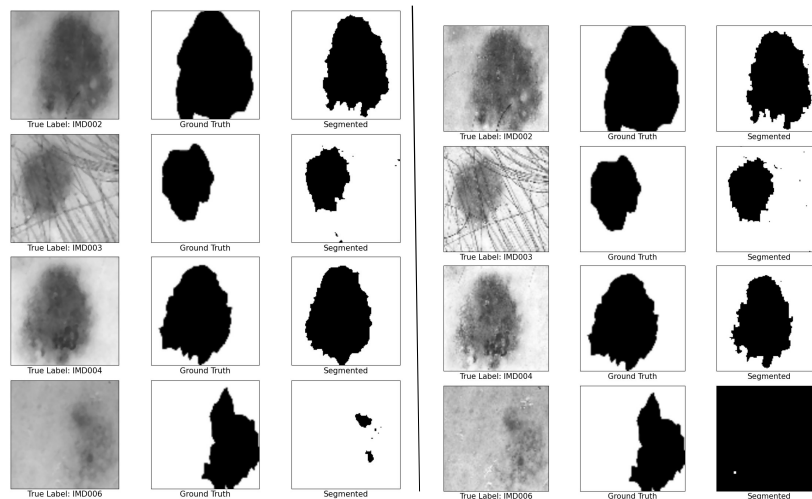 True Label: IMD002 Ground Truth Segmented
True Label: IMD003 Ground Truth Segmented
True Label: IMD004 Ground Truth Segmented
True Label: IMD006 Ground Truth Segmented
True Label: IMD002 Ground Truth Segmented
True Label: IMD003 Ground Truth Segmented
True Label: IMD004 Ground Truth Segmented
True Label: IMD006 Ground Truth Segmented